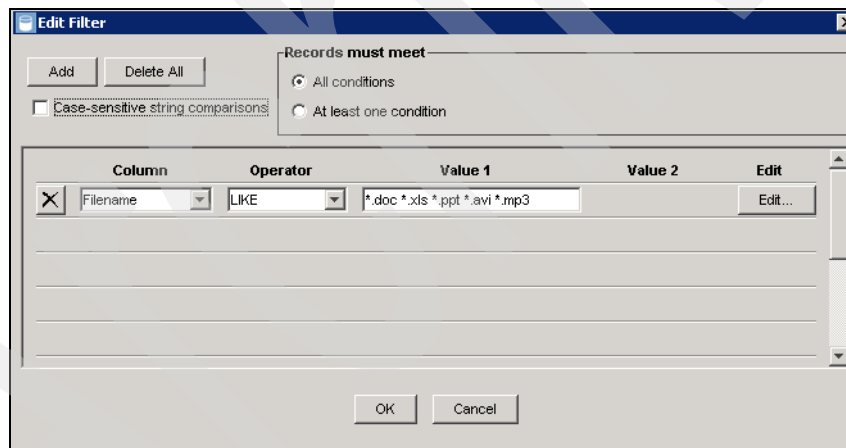 Edit Filter
Add
Delete All
Case-sensitive string comparisons
Records must meet
All conditions
At least one condition
Column Operator Value 1 Value 2 Edit
Filename LIKE *.doc *.xls *.ppt *.avi *.mp3 Edit...
OK Cancel